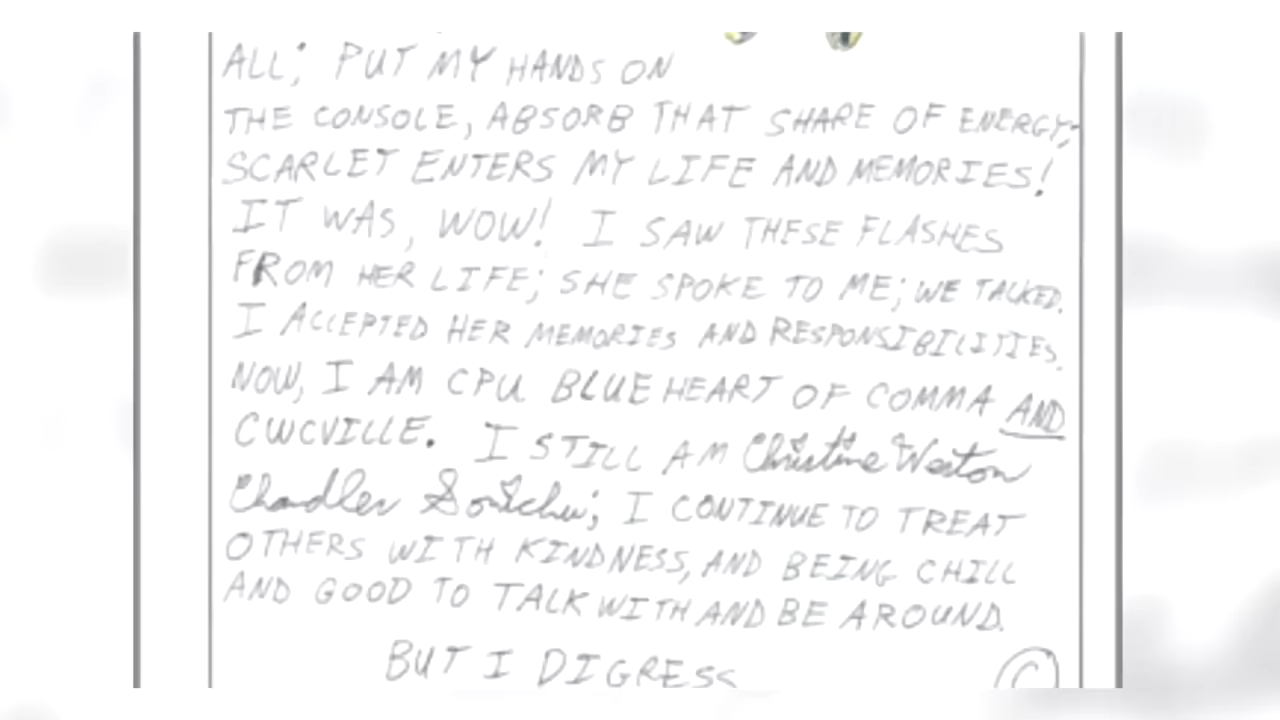 ALL; PUT MY HANDS ON
THE CONSOLE, ABSORB THAT SHARE OF ENERGY;
SCARLET ENTERS MY LIFE AND MEMORIES!
IT WAS, WOW! I SAW THESE FLASHES
FROM HER LIFE; SHE SPOKE TO ME; WE TALKED.
I ACCEPTED HER MEMORIES AND RESPONSIBILITIES.
NOW, I AM CPU BLUE HEART OF COMMA AND
CWCVILLE. I STILL AM Christine Weston
Chandler Sonichu; I CONTINUE TO TREAT
OTHERS WITH KINDNESS, AND BEING CHILL
AND GOOD TO TALK WITH AND BE AROUND.
BUT I DIGRESS
C